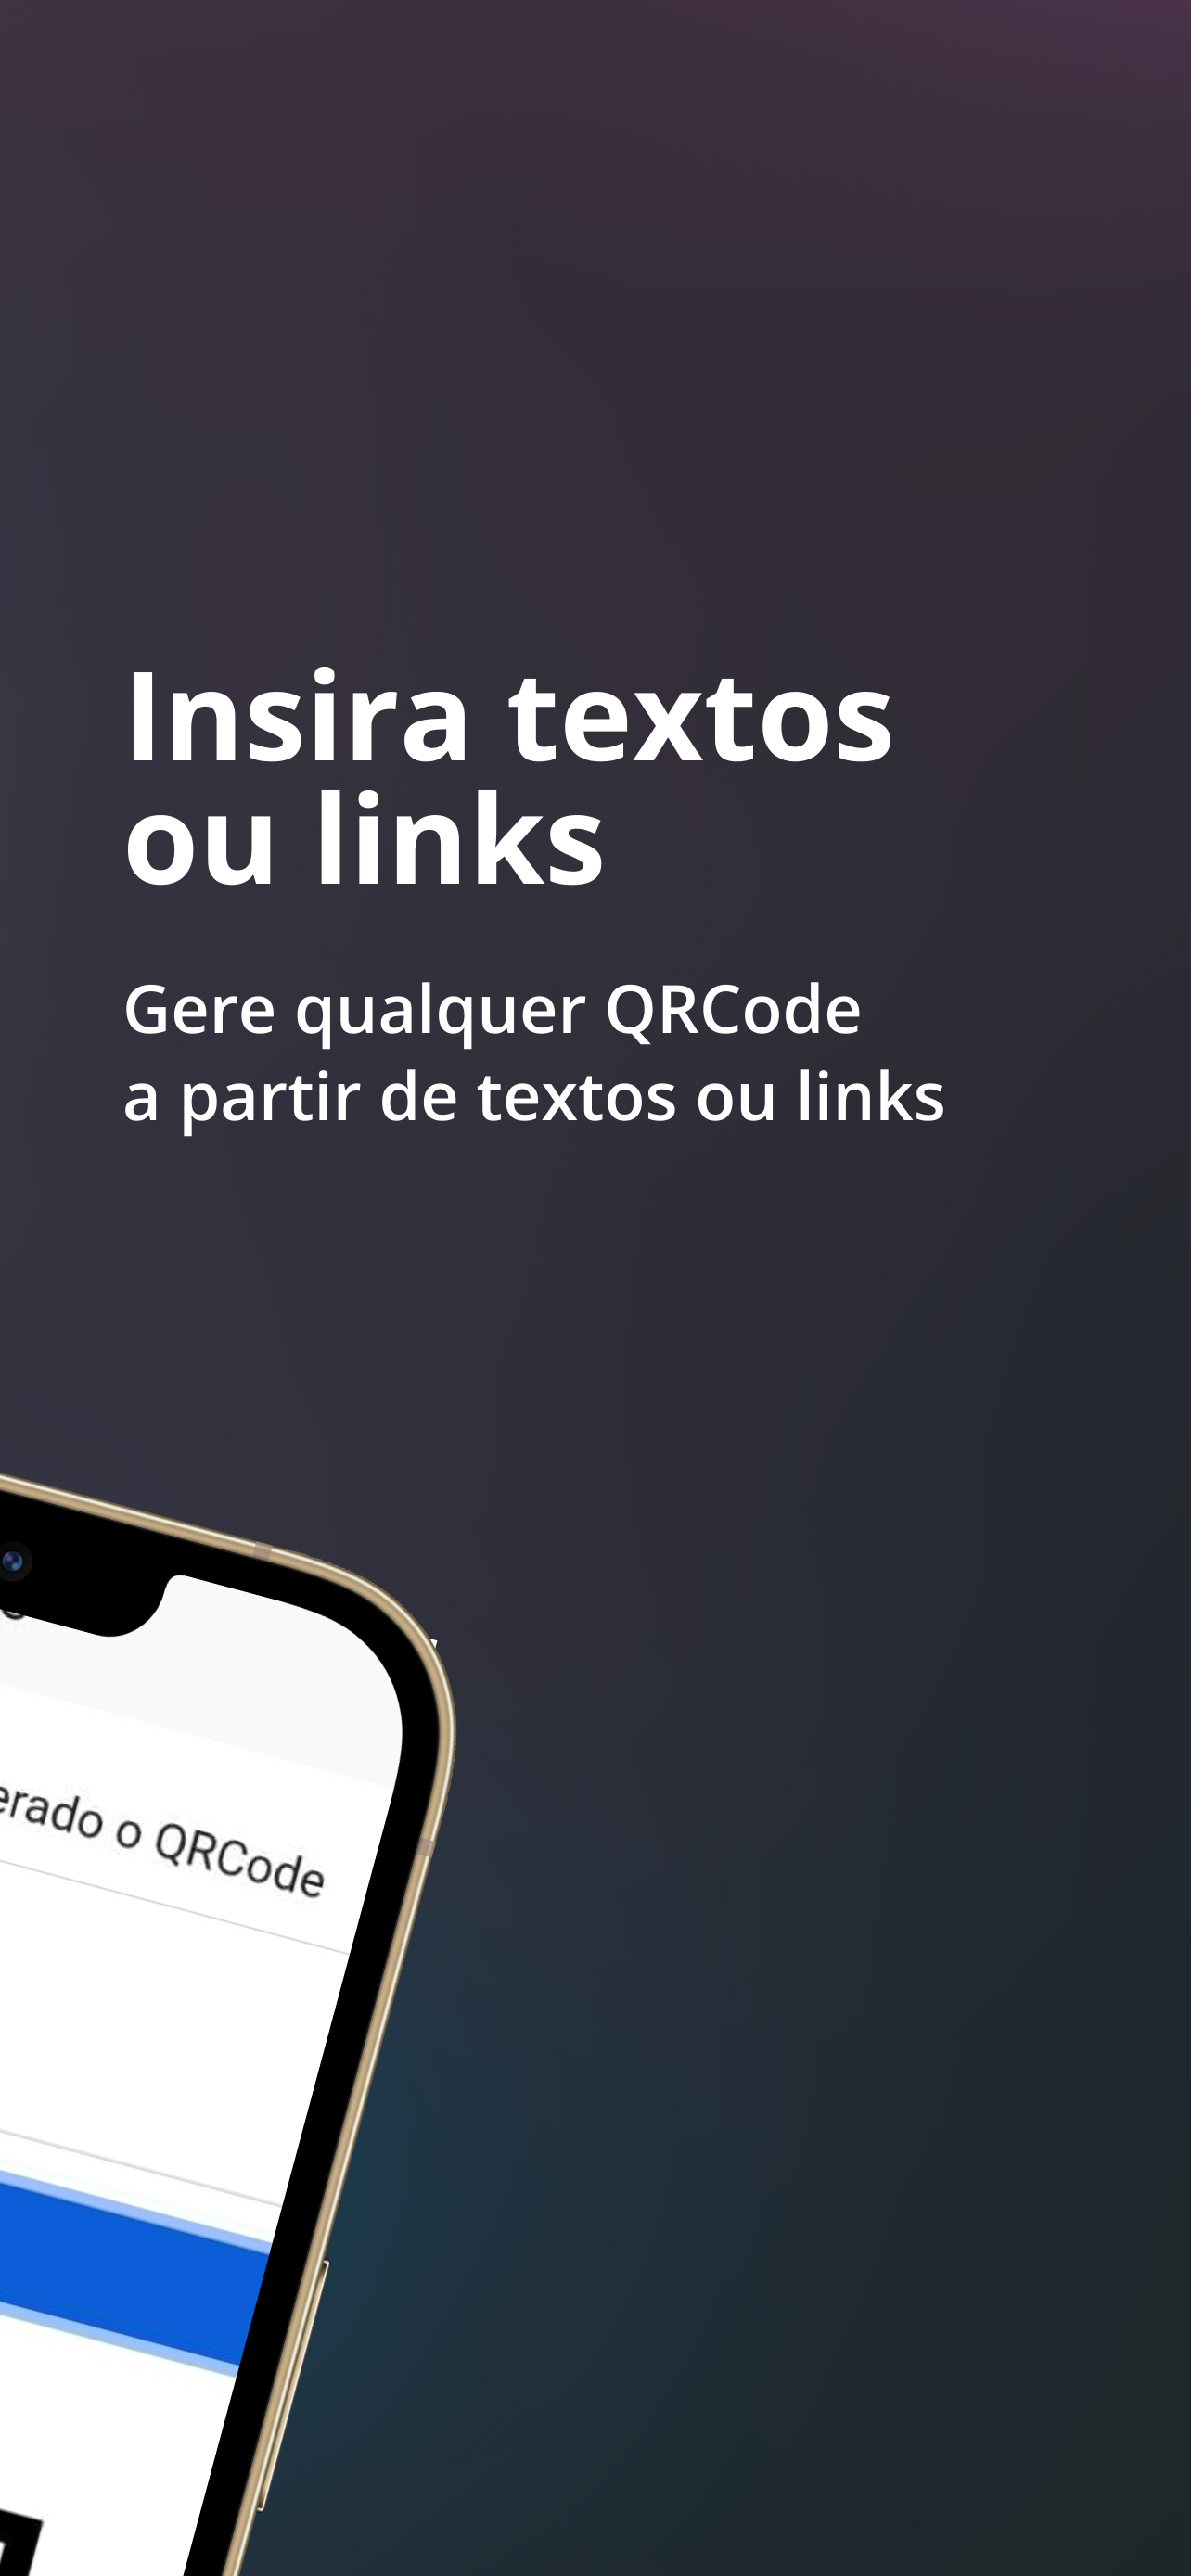 Insira textos
ou links
Gere qualquer QRCode
a partir de textos ou links
erado o QRCode